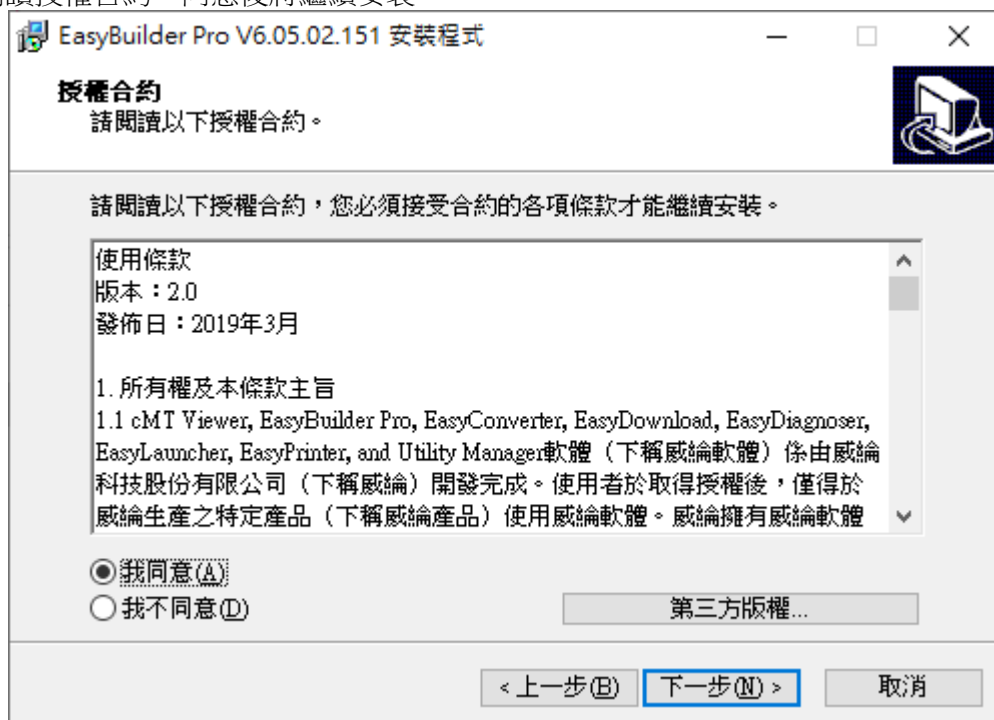 EasyBuilder Pro V6.05.02.151 安裝程式
授權合約
請閱讀以下授權合約。
請閱讀以下授權合約，您必須接受合約的各項條款才能繼續安裝。
使用條款
版本：2.0
發佈日：2019年3月
1. 所有權及本條款主旨
1.1 cMT Viewer, EasyBuilder Pro, EasyConverter, EasyDownload, EasyDiagnoser,
EasyLauncher, EasyPrinter, and Utility Manager軟體（下稱威綸軟體）係由威綸
科技股份有限公司（下稱威綸）開發完成。使用者於取得授權後，僅得於
威綸生產之特定產品（下稱威綸產品）使用威綸軟體。威綸擁有威綸軟體
我同意(A)
我不同意(D)
第三方版權...
<上一步(B)
下一步(N) >
取消